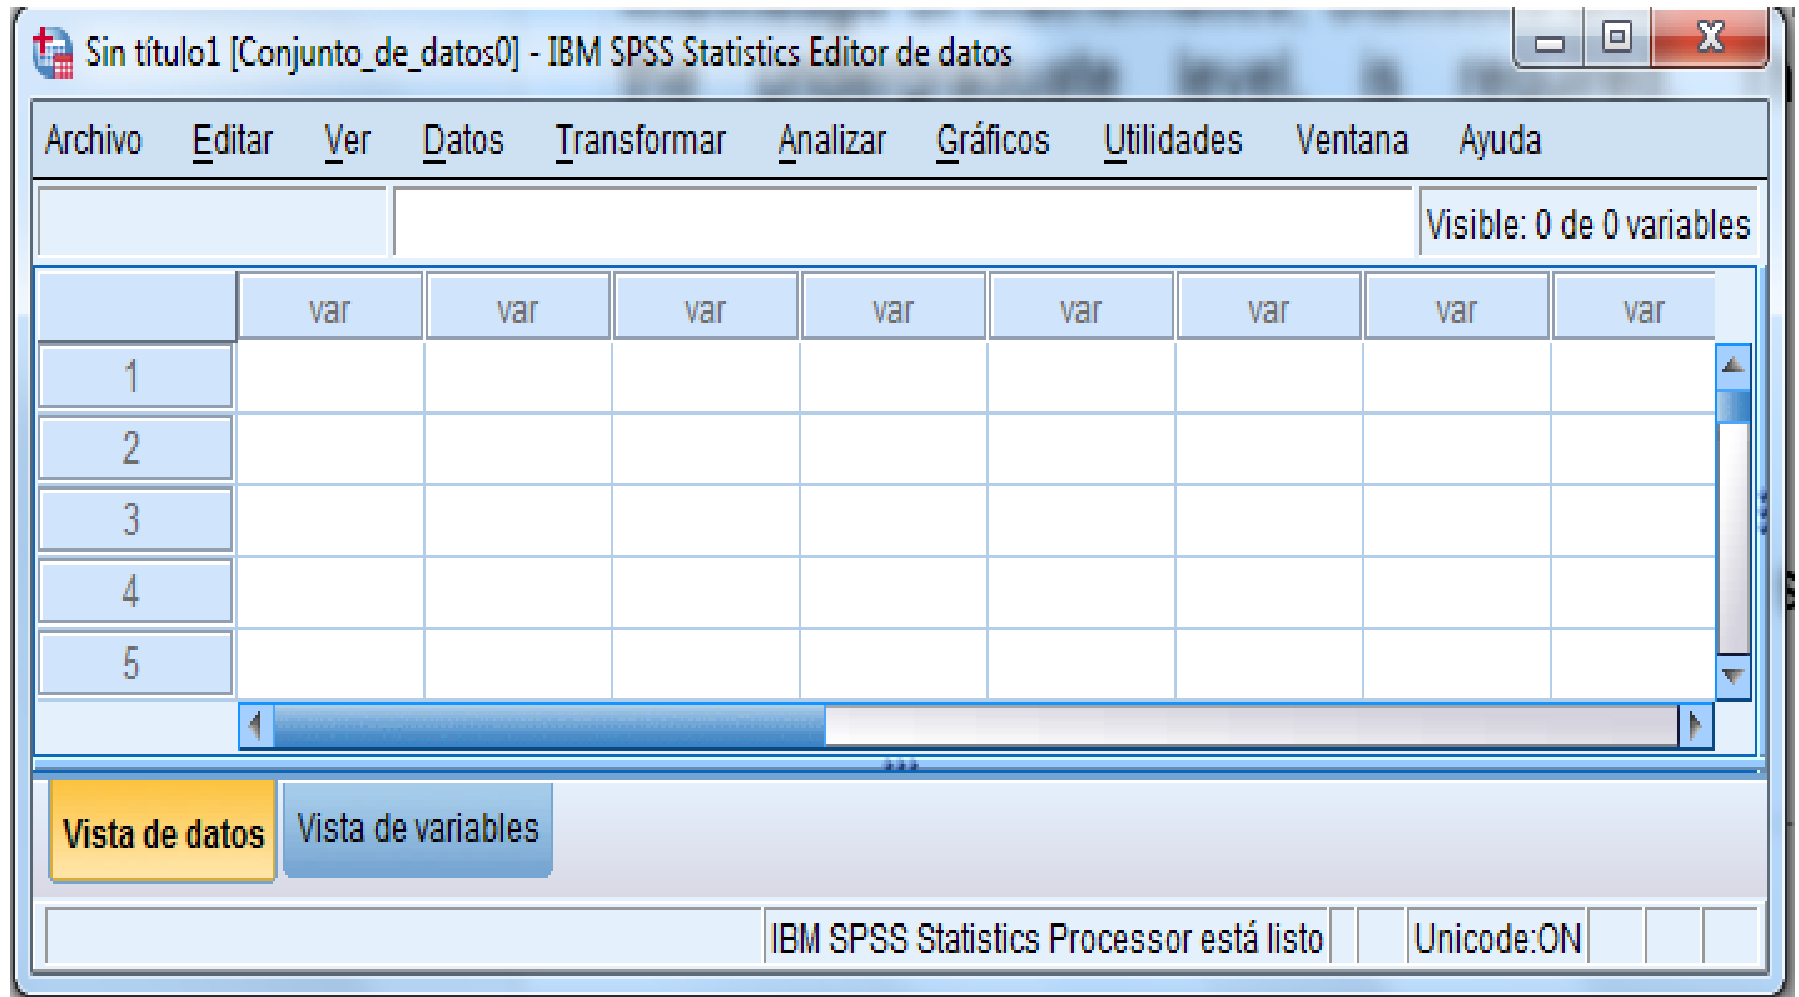 Sin título1 [Conjunto_de_datos0] - IBM SPSS Statistics Editor de datos
Archivo Editar Ver Datos Transformar Analizar Gráficos Utilidades Ventana Ayuda
Visible: 0 de 0 variables
var var var var var var var var
1
2
3
4
5
Vista de datos Vista de variables
IBM SPSS Statistics Processor está listo Unicode:ON